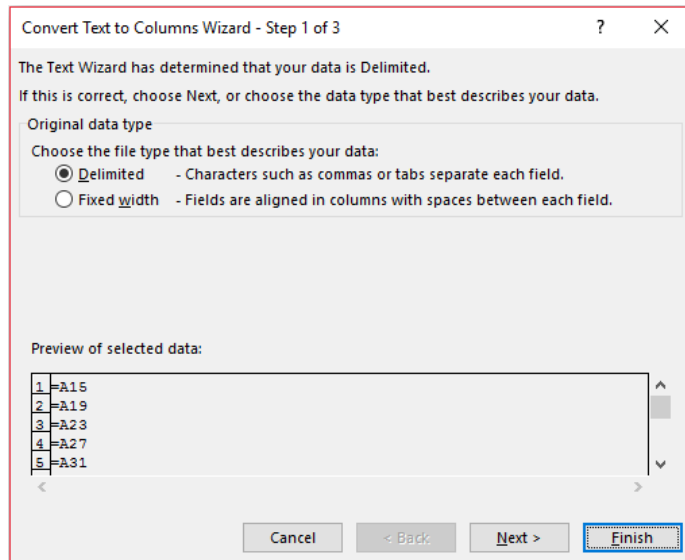 Convert Text to Columns Wizard - Step 1 of 3 ?
The Text Wizard has determined that your data is Delimited.
If this is correct, choose Next, or choose the data type that best describes your data.
Original data type
Choose the file type that best describes your data:
Delimited - Characters such as commas or tabs separate each field.
Fixed width - Fields are aligned in columns with spaces between each field.
Preview of selected data:
1 =A15
2 =A19
3 =A23
4 =A27
5 =A31
Cancel < Back Next > Finish